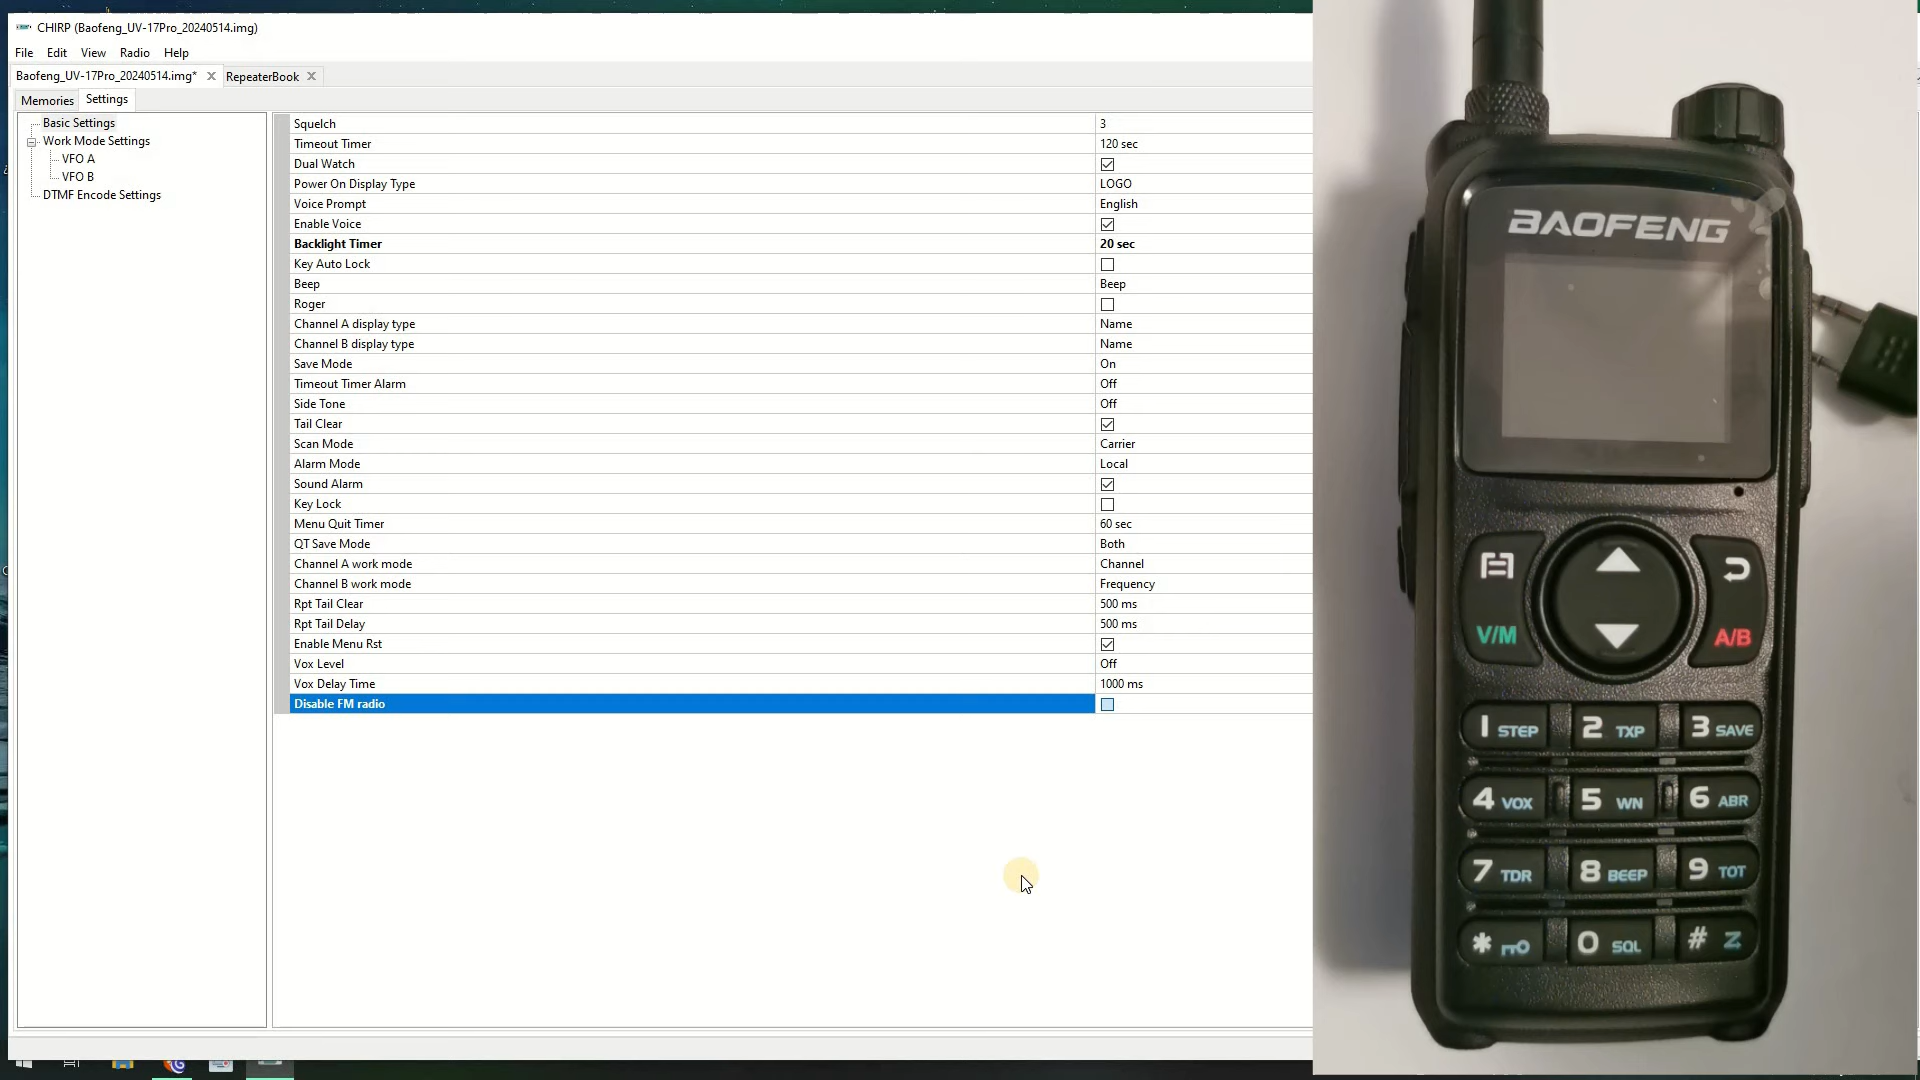 CHIRP (Baofeng_UV-17Pro_20240514.img)
File Edit View Radio Help
Baofeng_UV-17Pro_20240514.img* RepeaterBook
Memories Settings
Basic Settings
Work Mode Settings
VFO A
VFO B
DTMF Encode Settings
Squelch 3
Timeout Timer 120 sec
Dual Watch
Power On Display Type LOGO
Voice Prompt English
Enable Voice
Backlight Timer 20 sec
Key Auto Lock
Beep Beep
Roger
Channel A display type Name
Channel B display type Name
Save Mode On
Timeout Timer Alarm Off
Side Tone Off
Tail Clear
Scan Mode Carrier
Alarm Mode Local
Sound Alarm
Key Lock
Menu Quit Timer 60 sec
QT Save Mode Both
Channel A work mode Channel
Channel B work mode Frequency
Rpt Tail Clear 500 ms
Rpt Tail Delay 500 ms
Enable Menu Rst
Vox Level Off
Vox Delay Time 1000 ms
Disable FM radio
BAOFENG
V/M A/B
1 STEP 2 TXP 3 SAVE
4 VOX 5 WN 6 ABR
7 TDR 8 BEEP 9 TOT
* 0 SQL #